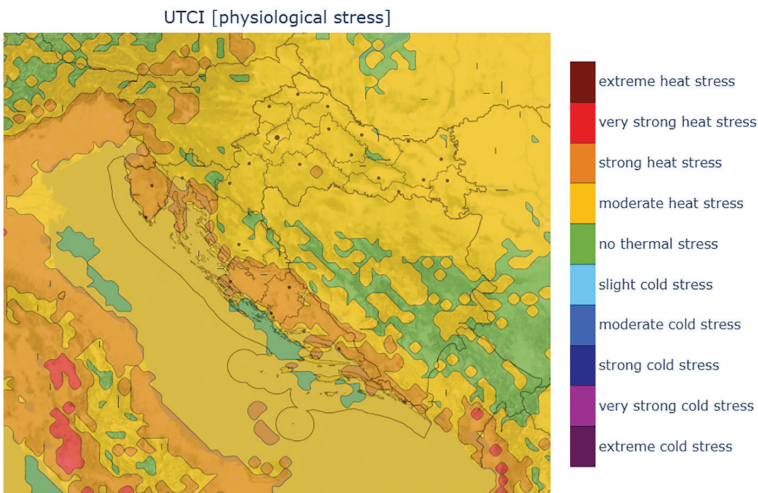 UTCI [physiological stress]
extreme heat stress
very strong heat stress
strong heat stress
moderate heat stress
no thermal stress
slight cold stress
moderate cold stress
strong cold stress
very strong cold stress
extreme cold stress